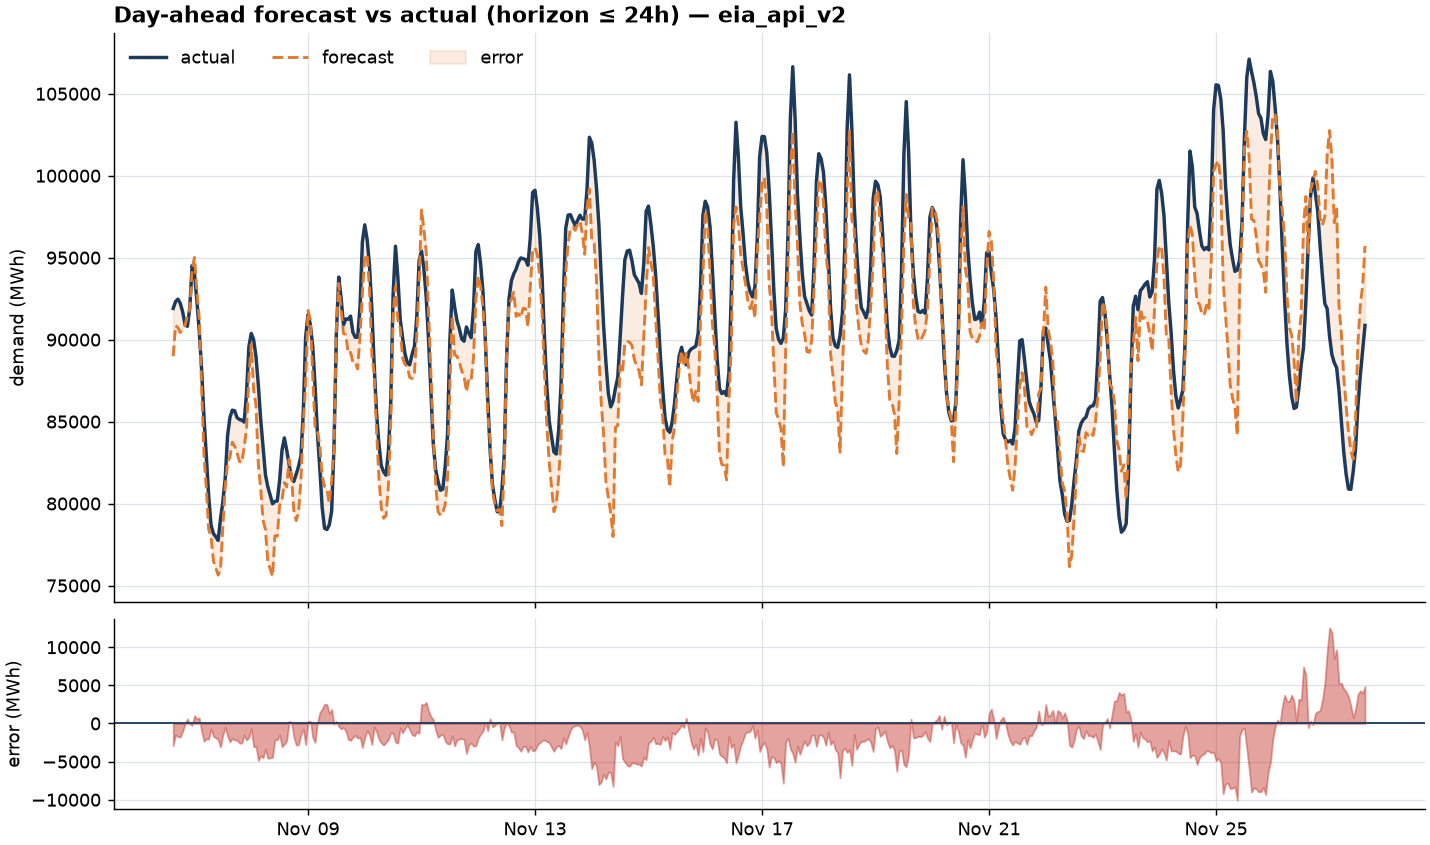 Day-ahead forecast vs actual (horizon ≤ 24h) — eia_api_v2
actual
forecast
error
demand (MWh)
105000
100000
95000
90000
85000
80000
75000
error (MWh)
10000
5000
0
−5000
−10000
Nov 09
Nov 13
Nov 17
Nov 21
Nov 25